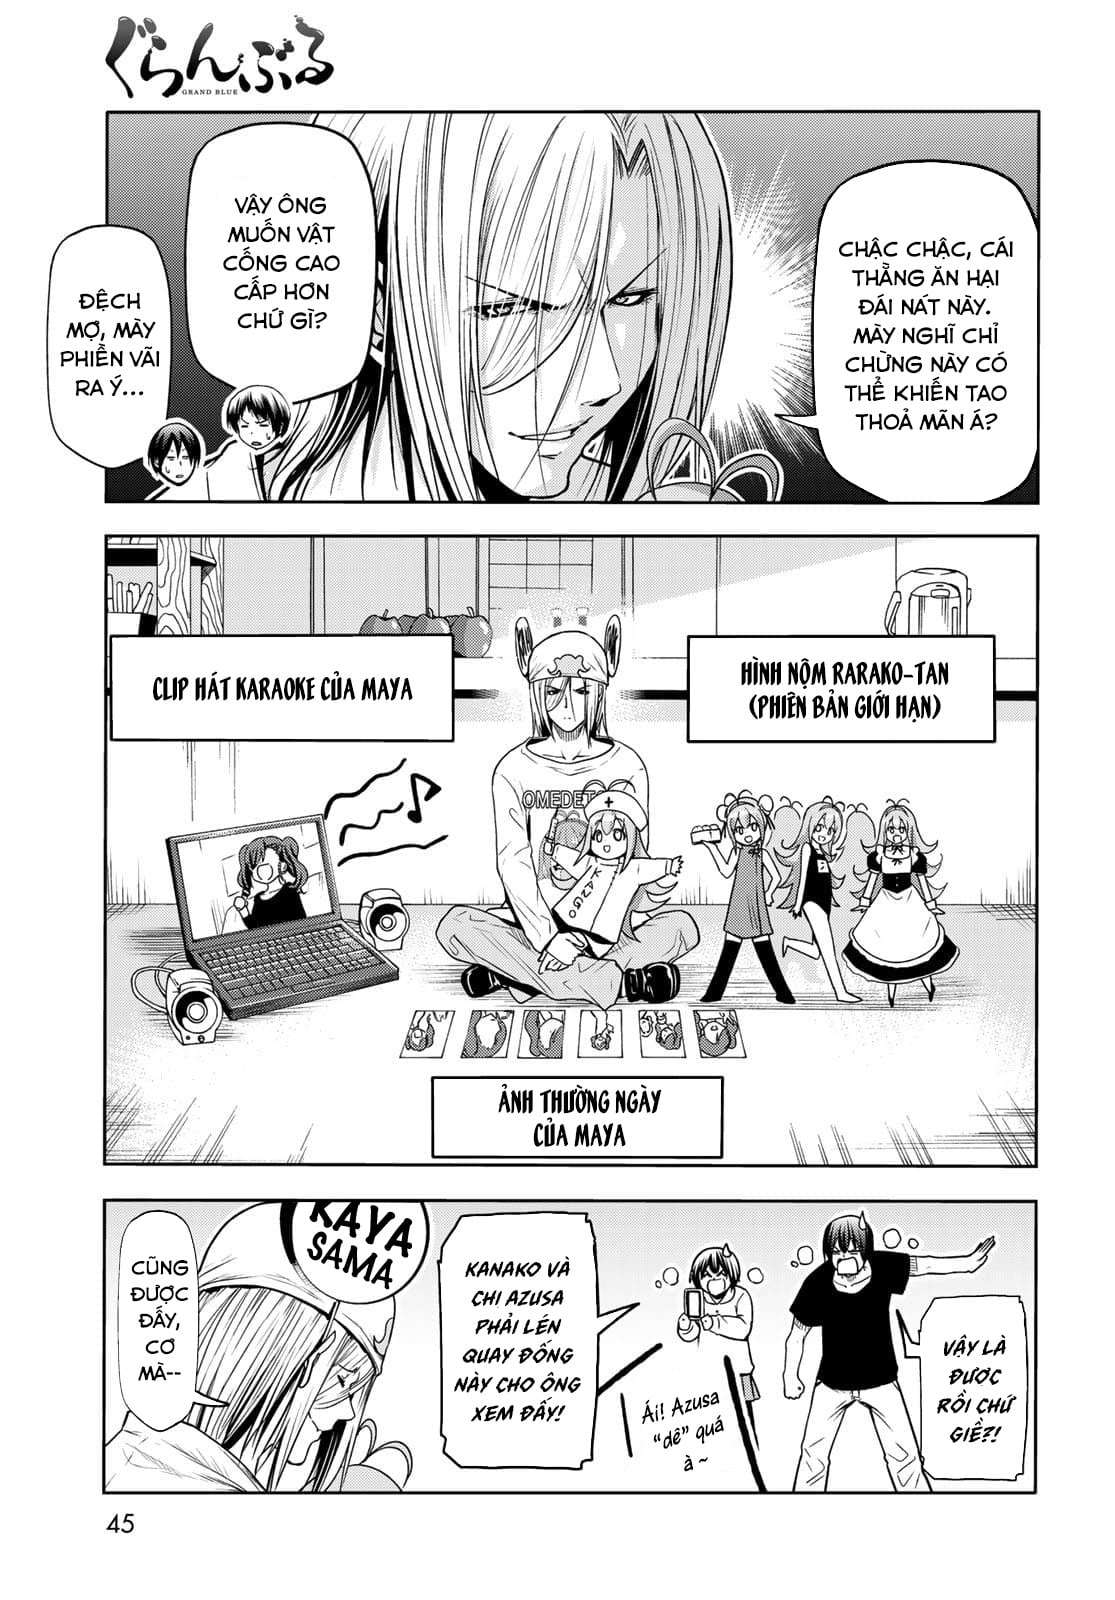 ぐらんぶる
GRAND BLUE
CHẬC CHẬC, CÁI
THẰNG ĂN HẠI
ĐÁI NÁT NÀY.
MÀY NGHĨ CHỈ
CHỪNG NÀY CÓ
THỂ KHIẾN TAO
THOẢ MÃN Á?
VẬY ÔNG
MUỐN VẬT
CỐNG CAO
CẤP HƠN
CHỨ GÌ?
ĐỆCH
MỢ, MÀY
PHIỀN VÃI
RA Ý...
HÌNH NỘM RARAKO-TAN
(PHIÊN BẢN GIỚI HẠN)
CLIP HÁT KARAOKE CỦA MAYA
OMEDET
KANGO
ẢNH THƯỜNG NGÀY
CỦA MAYA
VẬY LÀ
ĐƯỢC
RỒI CHỨ
GIỀ?!
Ái! Azusa
"dê" quá
à ~
KANAKO VÀ
CHỊ AZUSA
PHẢI LÉN
QUAY ĐỐNG
NÀY CHO ÔNG
XEM ĐẤY!
KAYA
SAMA
CŨNG
ĐƯỢC
ĐẤY,
CƠ
MÀ--
45